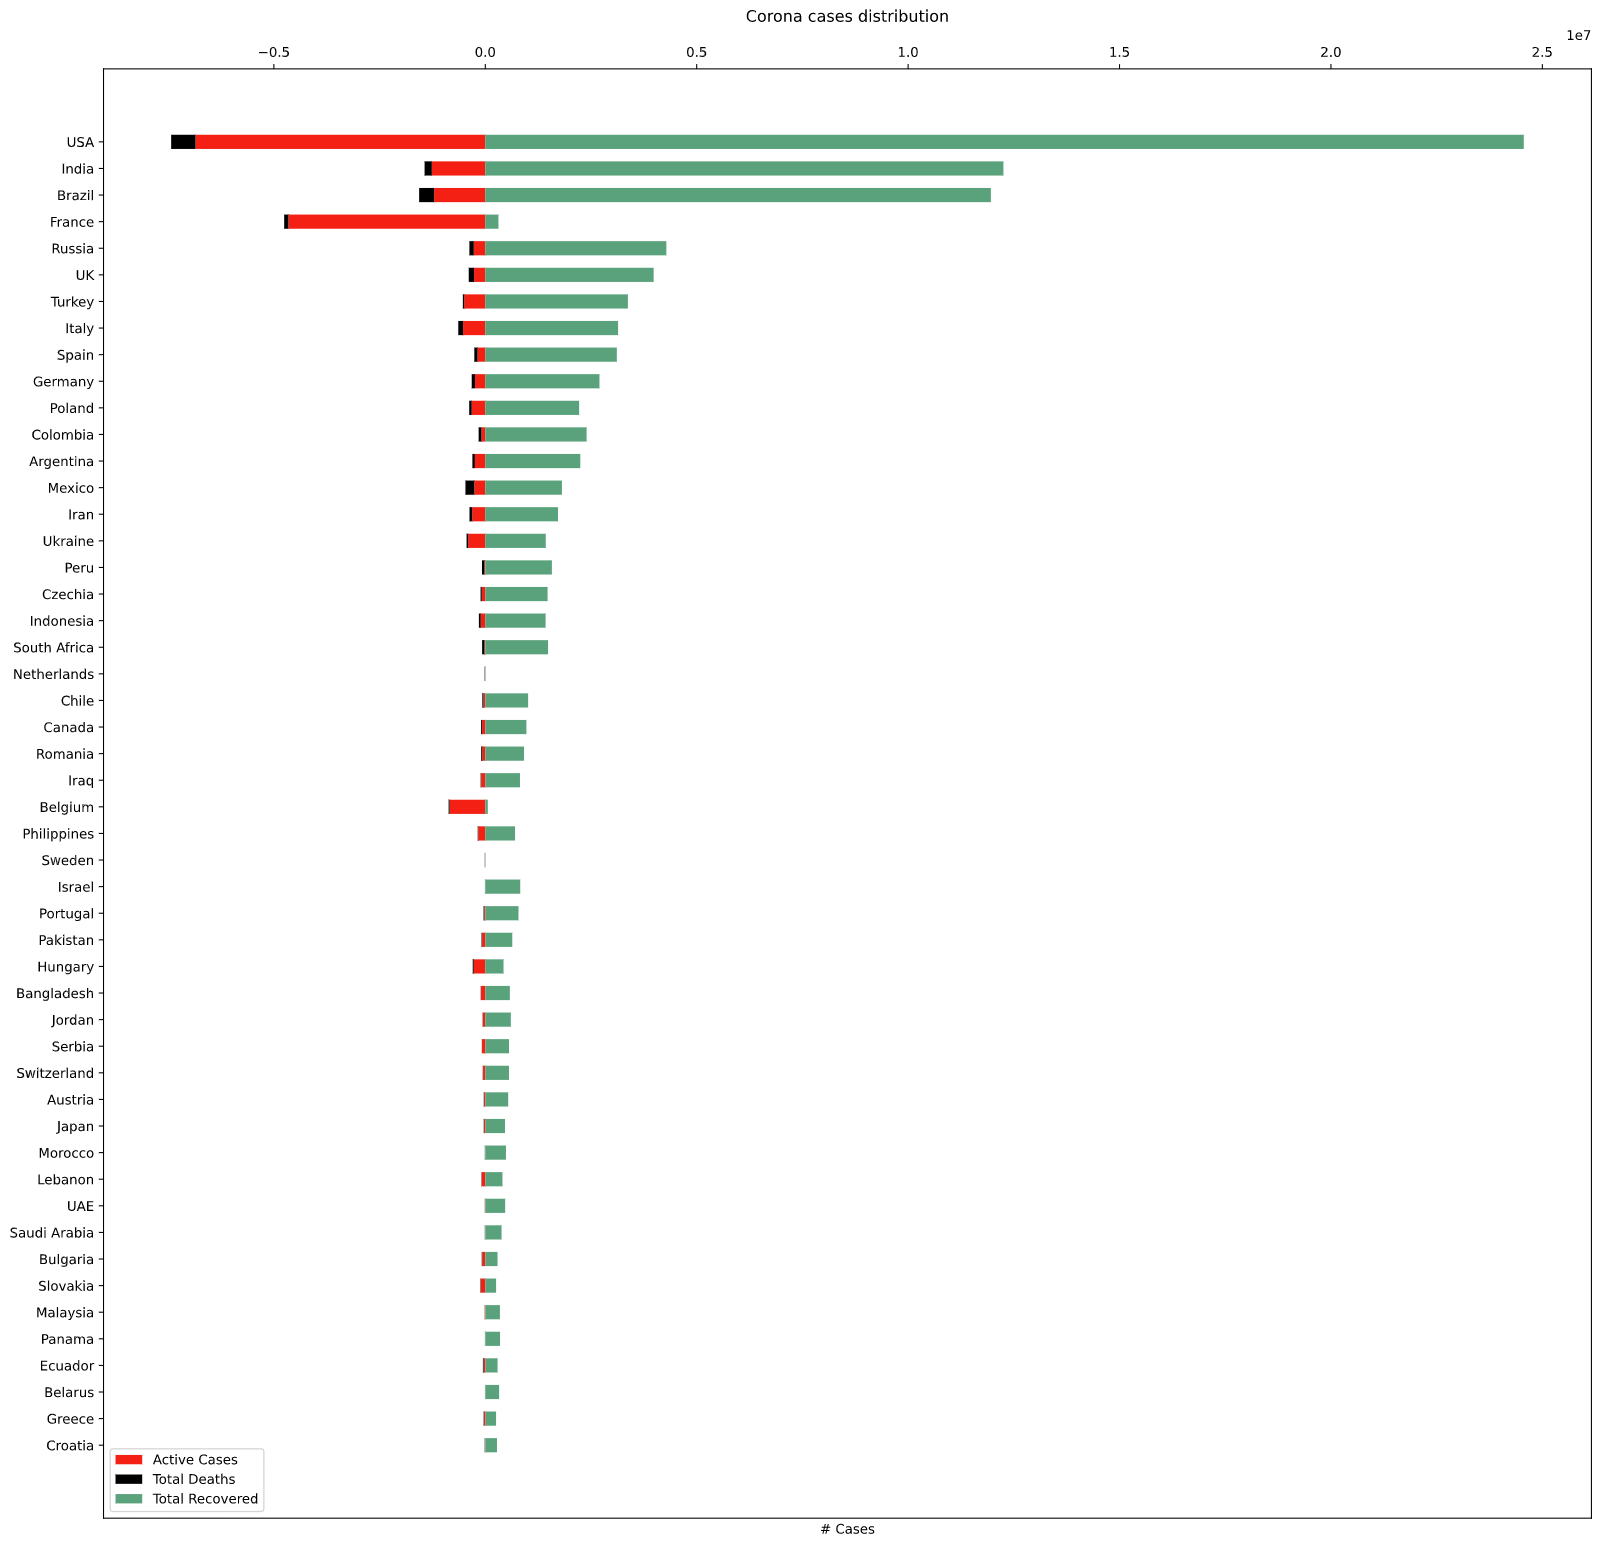 Corona cases distribution
1e7
−0.5 0.0 0.5 1.0 1.5 2.0 2.5
USA
India
Brazil
France
Russia
UK
Turkey
Italy
Spain
Germany
Poland
Colombia
Argentina
Mexico
Iran
Ukraine
Peru
Czechia
Indonesia
South Africa
Netherlands
Chile
Canada
Romania
Iraq
Belgium
Philippines
Sweden
Israel
Portugal
Pakistan
Hungary
Bangladesh
Jordan
Serbia
Switzerland
Austria
Japan
Morocco
Lebanon
UAE
Saudi Arabia
Bulgaria
Slovakia
Malaysia
Panama
Ecuador
Belarus
Greece
Croatia
Active Cases
Total Deaths
Total Recovered
# Cases